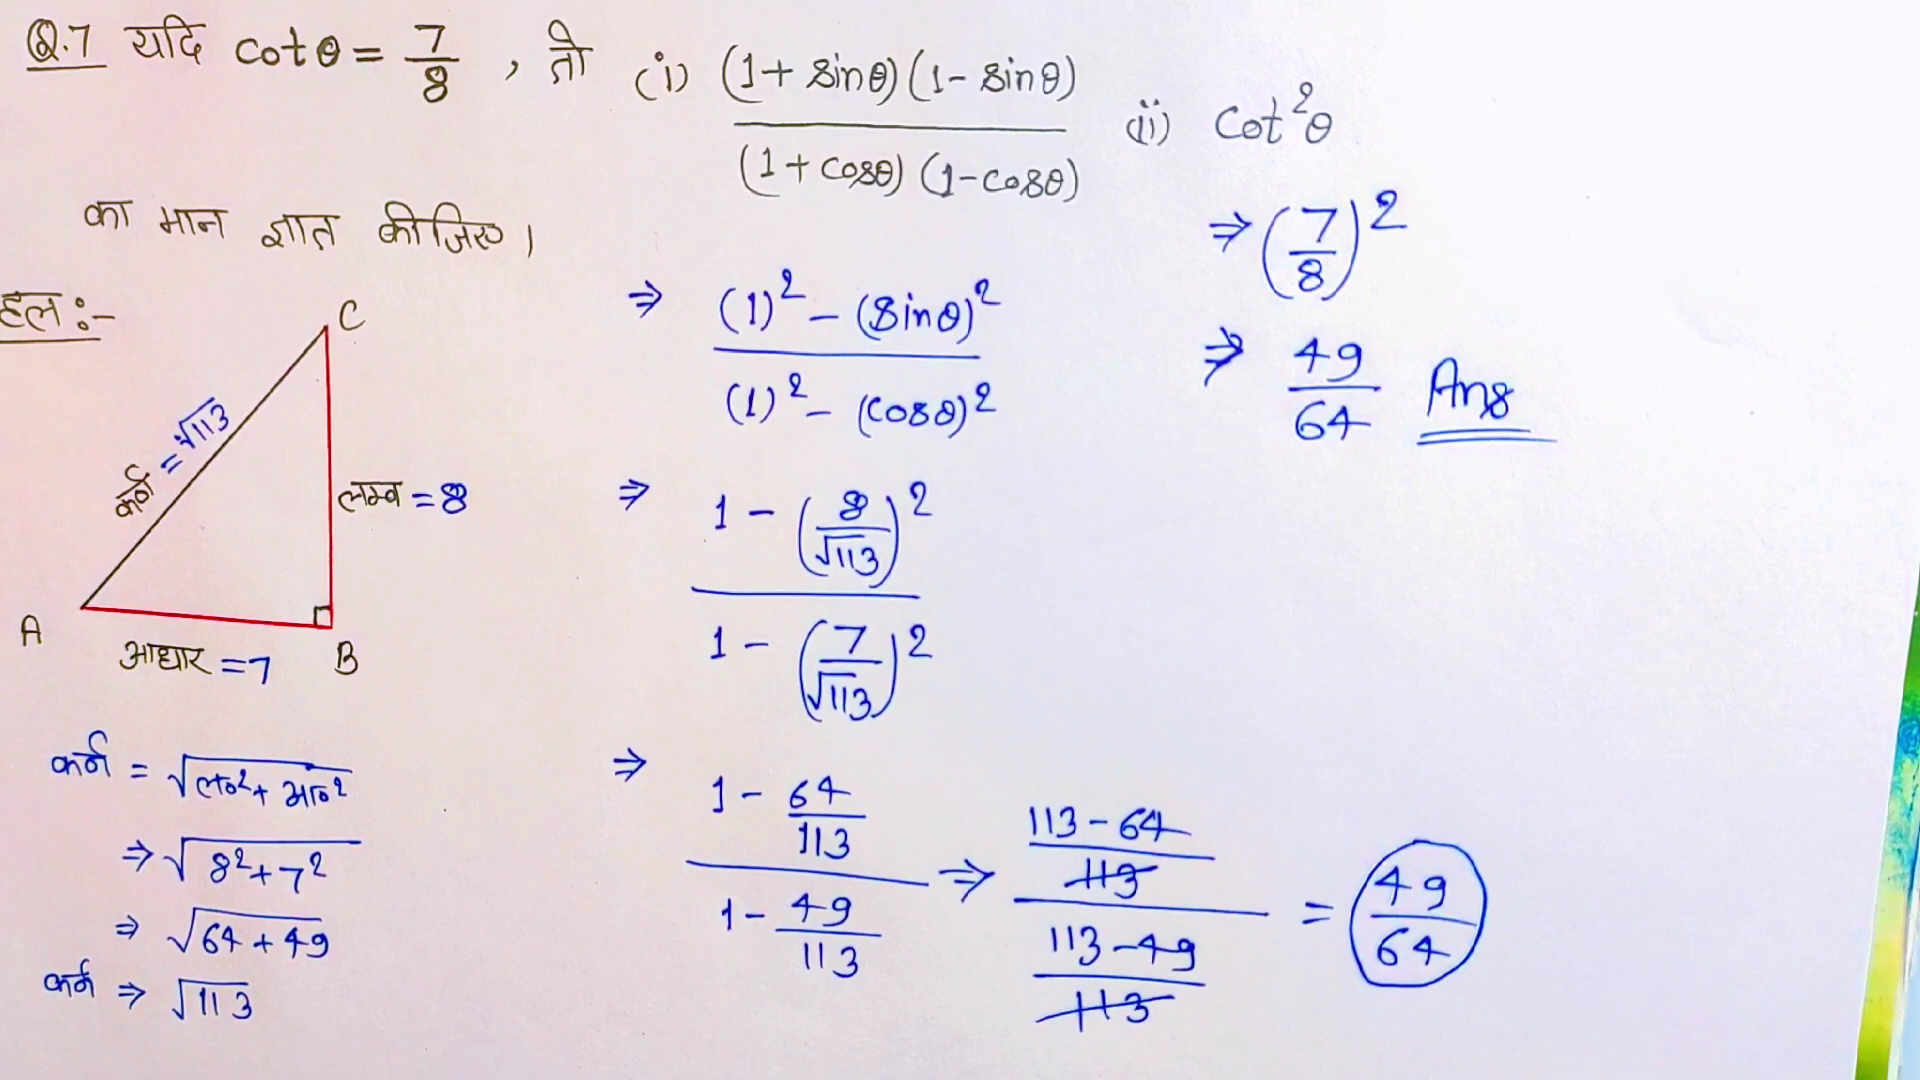 Q.7 यदि cotθ = 7/8 , तो (i) (1+ sinθ)(1- sinθ) / (1+cosθ)(1-cosθ) (ii) cot²θ
का मान ज्ञात कीजिए।
हल :-
C
कर्ण = √113
लम्ब = 8
A
आधार = 7
B
कर्ण = √ल०² + आ०²
⇒ √8² + 7²
⇒ √64 + 49
कर्ण ⇒ √113
⇒ (1)² - (sinθ)² / (1)² - (cosθ)²
⇒ 1 - (8/√113)² / 1 - (7/√113)²
⇒ 1 - 64/113 / 1 - 49/113 ⇒ 113-64/113 / 113-49/113 = 49/64
⇒ (7/8)²
⇒ 49/64 Ans